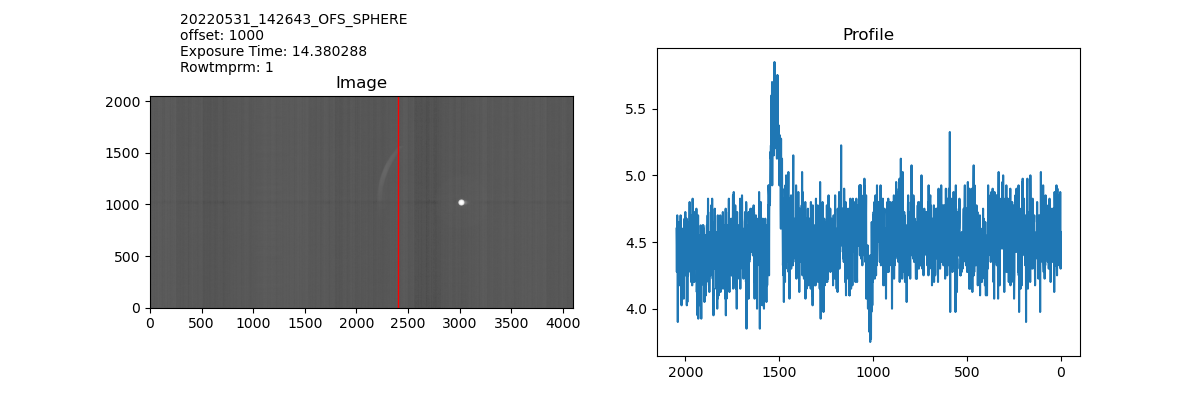 20220531_142643_OFS_SPHERE
offset: 1000
Exposure Time: 14.380288
Rowtmprm: 1
Image
2000
1500
1000
500
0
0 500 1000 1500 2000 2500 3000 3500 4000
Profile
5.5
5.0
4.5
4.0
2000 1500 1000 500 0